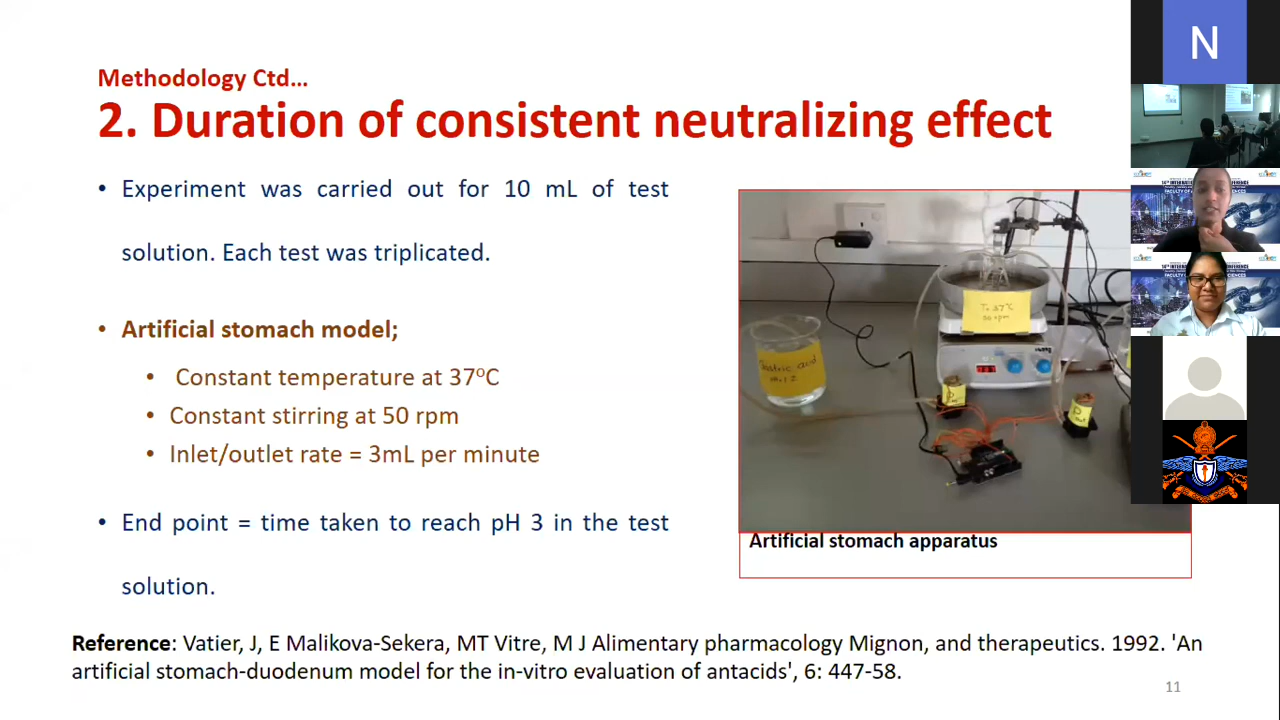 Methodology Ctd...
2. Duration of consistent neutralizing effect
• Experiment was carried out for 10 mL of test
solution. Each test was triplicated.
• Artificial stomach model;
• Constant temperature at 37ºC
• Constant stirring at 50 rpm
• Inlet/outlet rate = 3mL per minute
• End point = time taken to reach pH 3 in the test
solution.
Artificial stomach apparatus
Reference: Vatier, J, E Malikova-Sekera, MT Vitre, M J Alimentary pharmacology Mignon, and therapeutics. 1992. 'An
artificial stomach-duodenum model for the in-vitro evaluation of antacids', 6: 447-58.
11
N